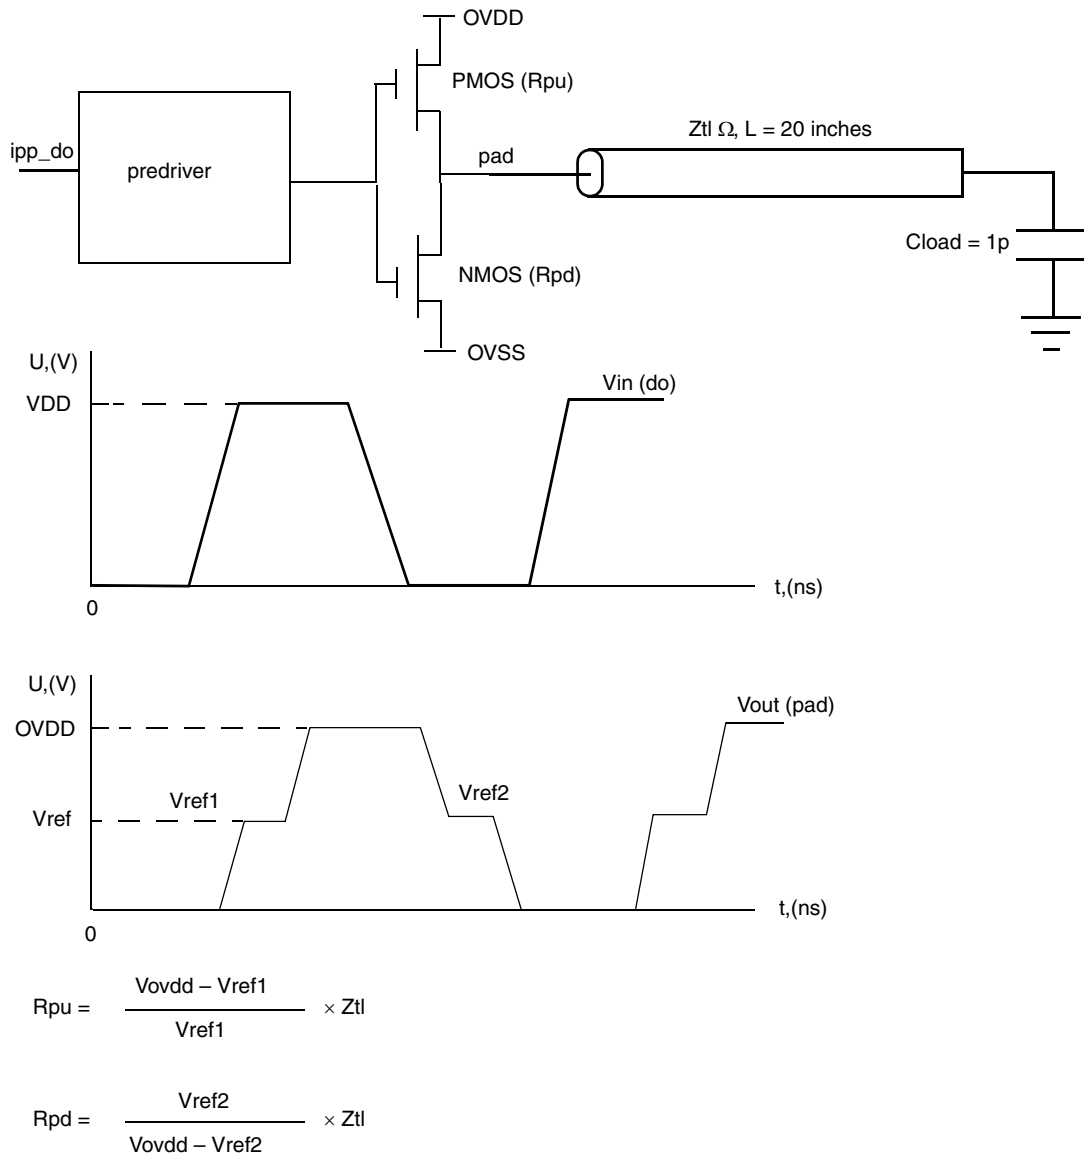 OVDD
PMOS (Rpu)
ipp_do
predriver
pad
Ztl Ω, L = 20 inches
Cload = 1p
NMOS (Rpd)
OVSS
U,(V)
VDD
Vin (do)
t,(ns)
0
U,(V)
OVDD
Vout (pad)
Vref1
Vref2
Vref
t,(ns)
0
Rpu = Vovdd – Vref1 × Ztl
Vref1
Rpd = Vref2 × Ztl
Vovdd – Vref2